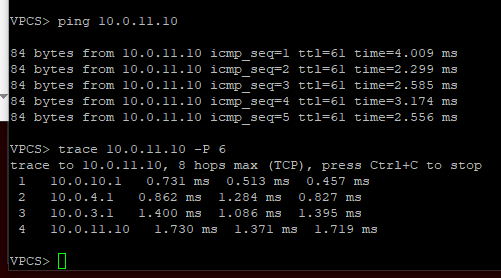 VPCS> ping 10.0.11.10
84 bytes from 10.0.11.10 icmp_seq=1 ttl=61 time=4.009 ms
84 bytes from 10.0.11.10 icmp_seq=2 ttl=61 time=2.299 ms
84 bytes from 10.0.11.10 icmp_seq=3 ttl=61 time=2.585 ms
84 bytes from 10.0.11.10 icmp_seq=4 ttl=61 time=3.174 ms
84 bytes from 10.0.11.10 icmp_seq=5 ttl=61 time=2.556 ms
VPCS> trace 10.0.11.10 -P 6
trace to 10.0.11.10, 8 hops max (TCP), press Ctrl+C to stop
1 10.0.10.1 0.731 ms 0.513 ms 0.457 ms
2 10.0.4.1 0.862 ms 1.284 ms 0.827 ms
3 10.0.3.1 1.400 ms 1.086 ms 1.395 ms
4 10.0.11.10 1.730 ms 1.371 ms 1.719 ms
VPCS>